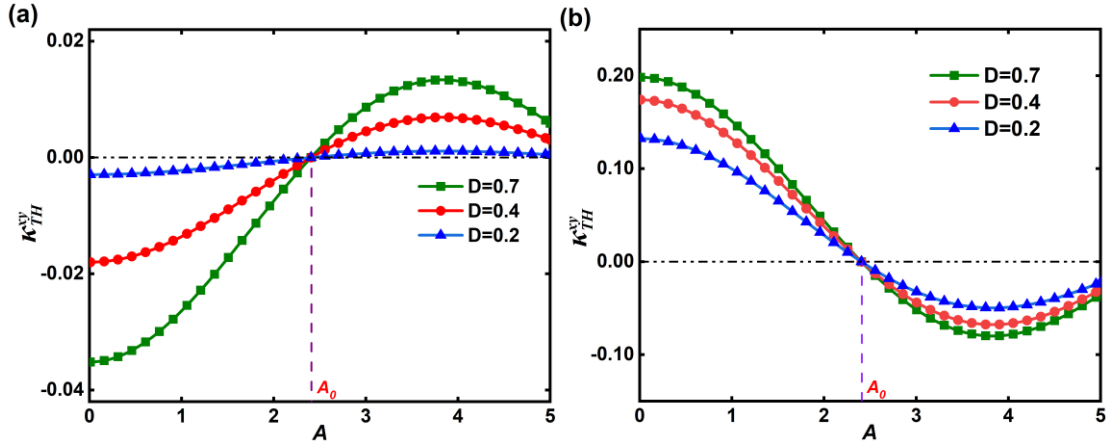 (a)
0.02
0.00
-0.02
-0.04
κ^{xy}_{TH}
D=0.7
D=0.4
D=0.2
A₀
0 1 2 3 4 5
A
(b)
0.20
0.10
0.00
-0.10
κ^{xy}_{TH}
D=0.7
D=0.4
D=0.2
A₀
0 1 2 3 4 5
A